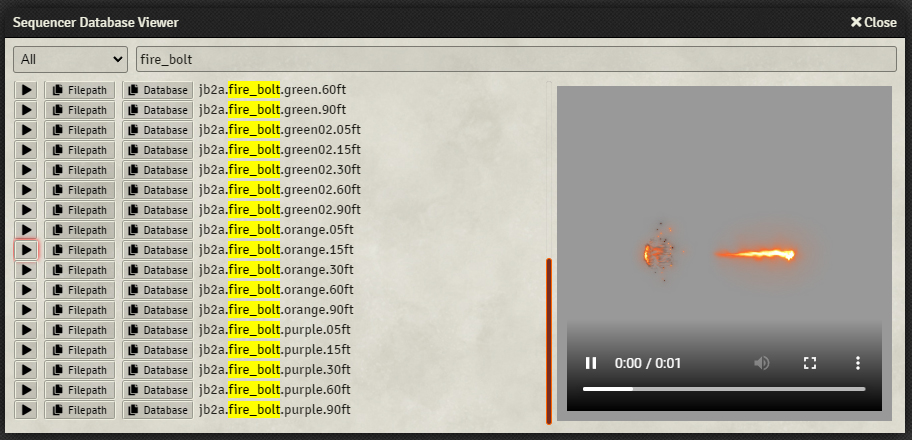 Sequencer Database Viewer Close
All fire_bolt
Filepath Database jb2a.fire_bolt.green.60ft
Filepath Database jb2a.fire_bolt.green.90ft
Filepath Database jb2a.fire_bolt.green02.05ft
Filepath Database jb2a.fire_bolt.green02.15ft
Filepath Database jb2a.fire_bolt.green02.30ft
Filepath Database jb2a.fire_bolt.green02.60ft
Filepath Database jb2a.fire_bolt.green02.90ft
Filepath Database jb2a.fire_bolt.orange.05ft
Filepath Database jb2a.fire_bolt.orange.15ft
Filepath Database jb2a.fire_bolt.orange.30ft
Filepath Database jb2a.fire_bolt.orange.60ft
Filepath Database jb2a.fire_bolt.orange.90ft
Filepath Database jb2a.fire_bolt.purple.05ft
Filepath Database jb2a.fire_bolt.purple.15ft
Filepath Database jb2a.fire_bolt.purple.30ft
Filepath Database jb2a.fire_bolt.purple.60ft
Filepath Database jb2a.fire_bolt.purple.90ft
0:00 / 0:01